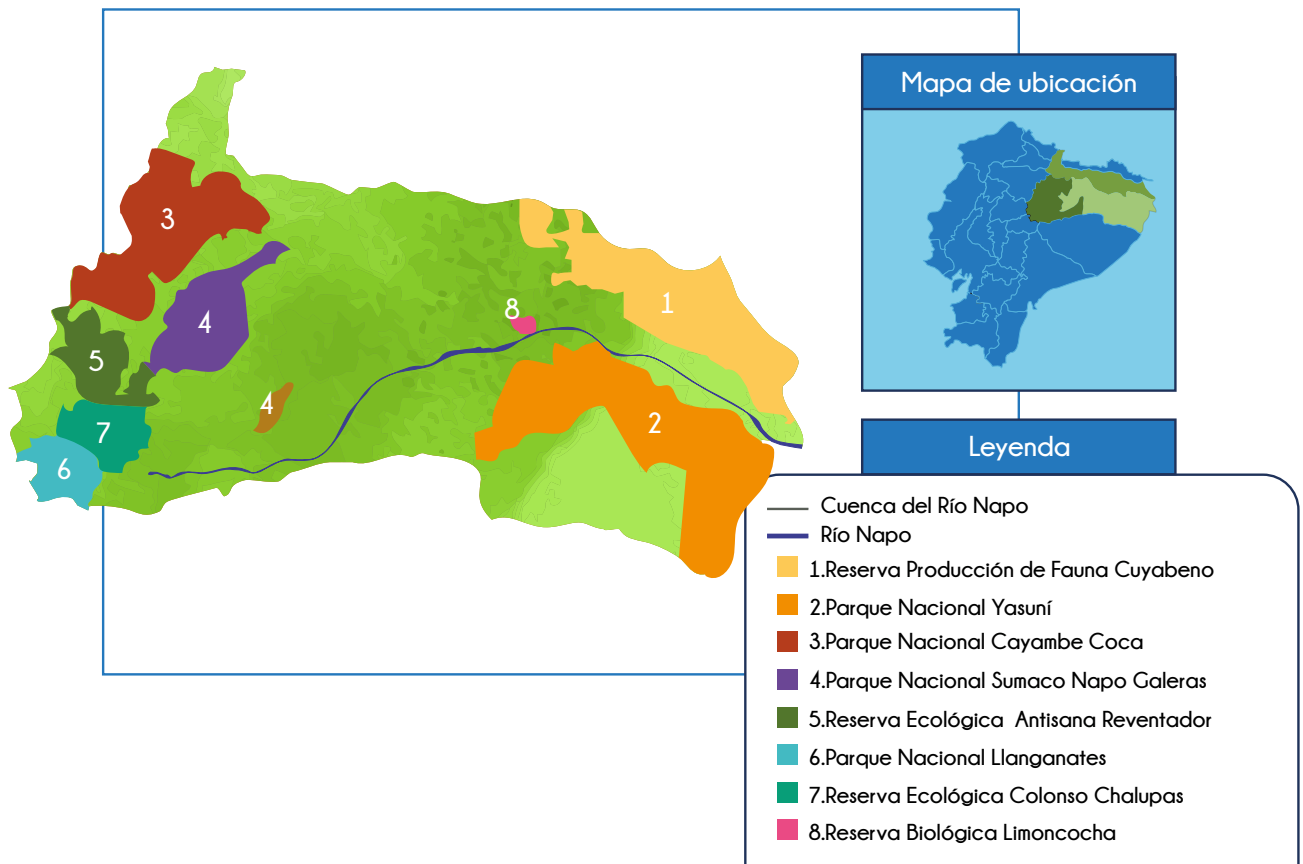 Mapa de ubicación
3
1
8
4
5
4
2
7
6
Leyenda
Cuenca del Río Napo
Río Napo
1.Reserva Producción de Fauna Cuyabeno
2.Parque Nacional Yasuní
3.Parque Nacional Cayambe Coca
4.Parque Nacional Sumaco Napo Galeras
5.Reserva Ecológica Antisana Reventador
6.Parque Nacional Llanganates
7.Reserva Ecológica Colonso Chalupas
8.Reserva Biológica Limoncocha